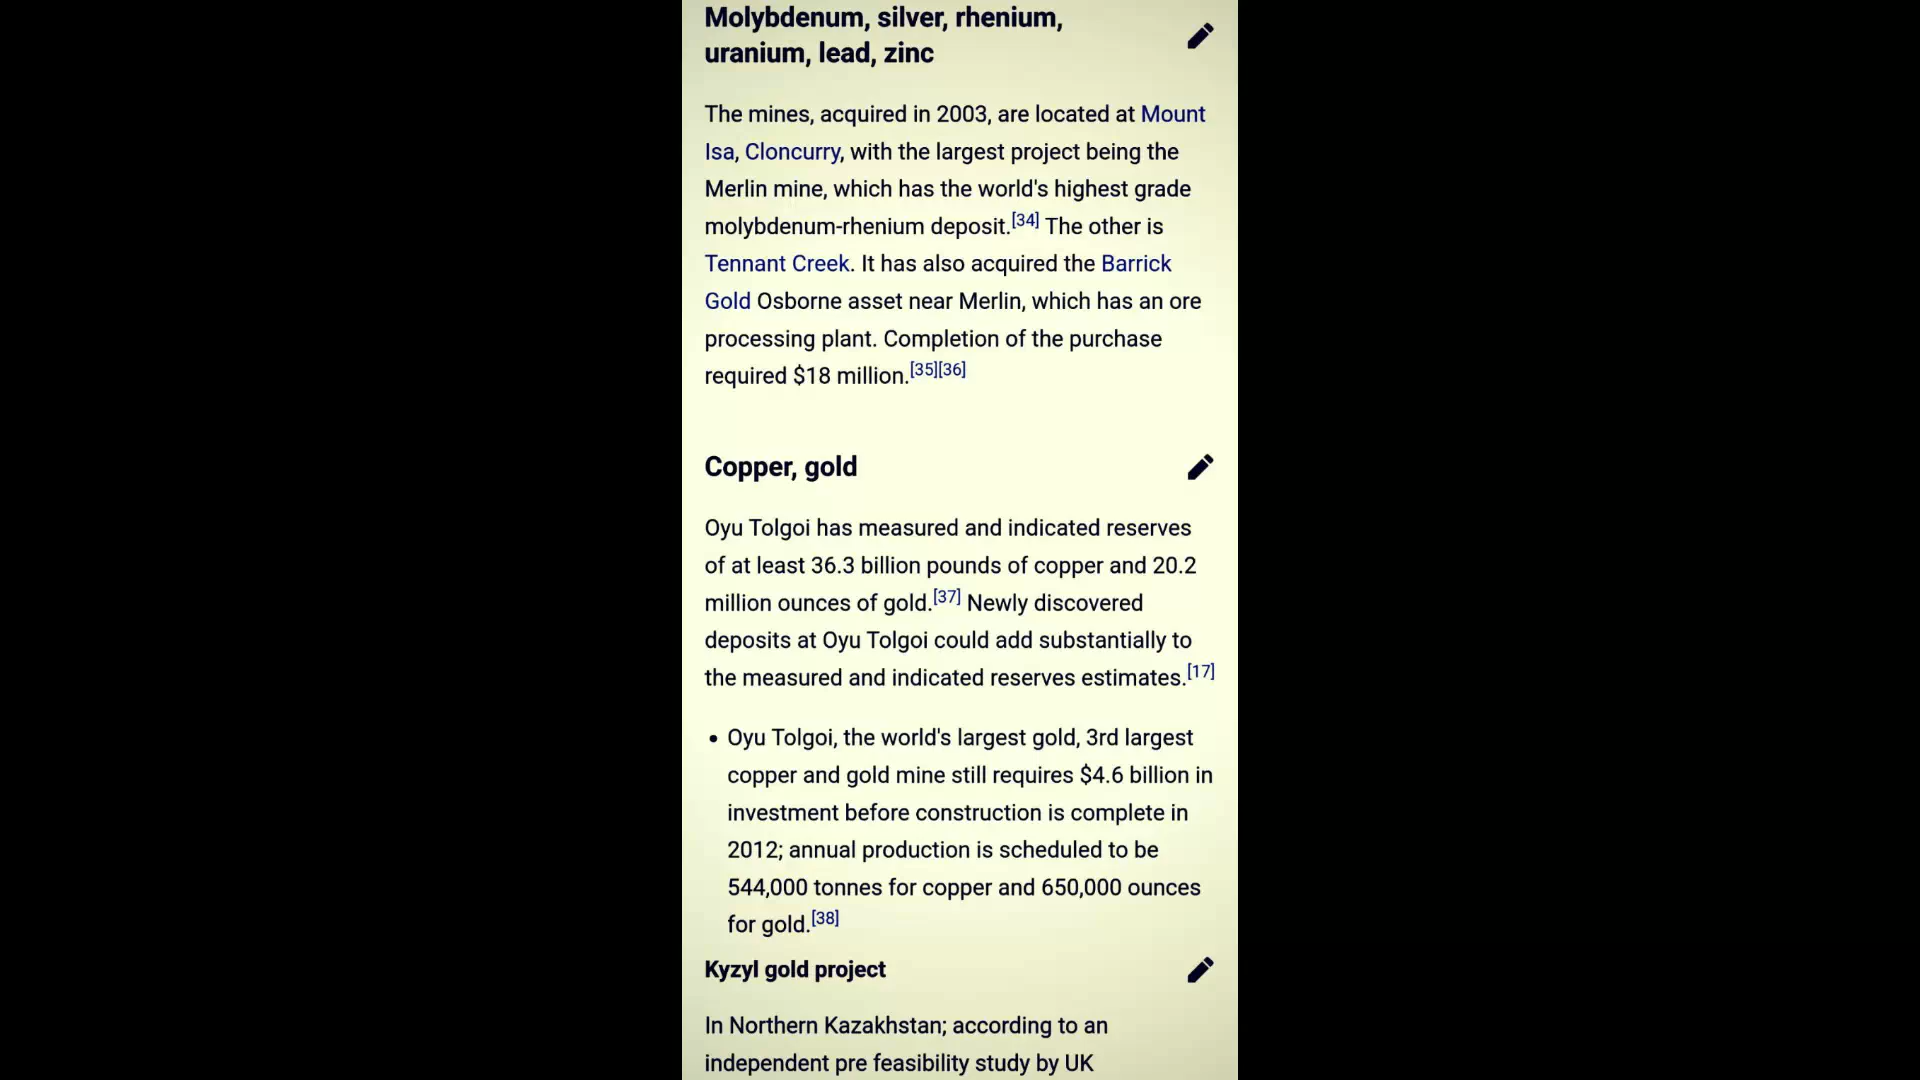 Molybdenum, silver, rhenium,
uranium, lead, zinc
The mines, acquired in 2003, are located at Mount
Isa, Cloncurry, with the largest project being the
Merlin mine, which has the world's highest grade
molybdenum-rhenium deposit.[34] The other is
Tennant Creek. It has also acquired the Barrick
Gold Osborne asset near Merlin, which has an ore
processing plant. Completion of the purchase
required $18 million.[35][36]
Copper, gold
Oyu Tolgoi has measured and indicated reserves
of at least 36.3 billion pounds of copper and 20.2
million ounces of gold.[37] Newly discovered
deposits at Oyu Tolgoi could add substantially to
the measured and indicated reserves estimates.[17]
• Oyu Tolgoi, the world's largest gold, 3rd largest
copper and gold mine still requires $4.6 billion in
investment before construction is complete in
2012; annual production is scheduled to be
544,000 tonnes for copper and 650,000 ounces
for gold.[38]
Kyzyl gold project
In Northern Kazakhstan; according to an
independent pre feasibility study by UK